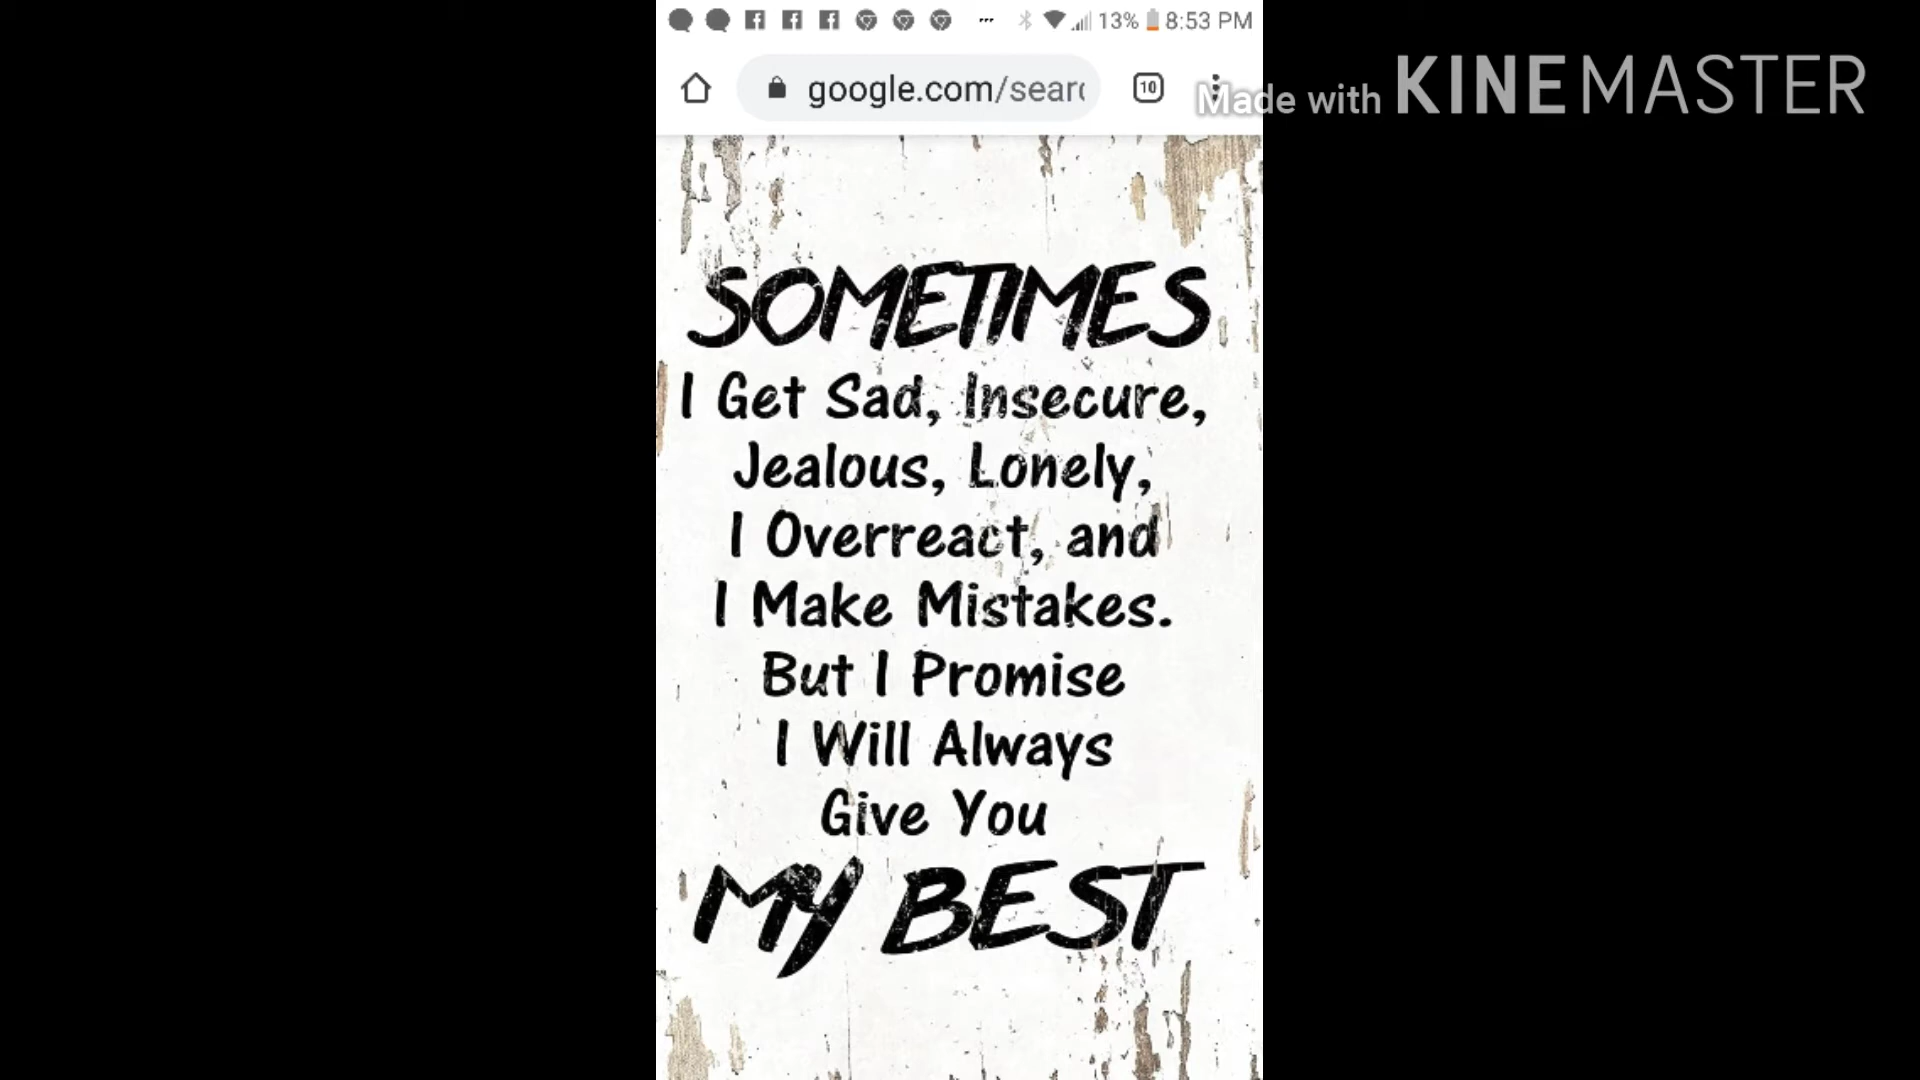 13% 8:53 PM
google.com/searc
10
Made with KINEMASTER
SOMETIMES
I Get Sad, Insecure,
Jealous, Lonely,
I Overreact, and
I Make Mistakes.
But I Promise
I Will Always
Give You
MY BEST